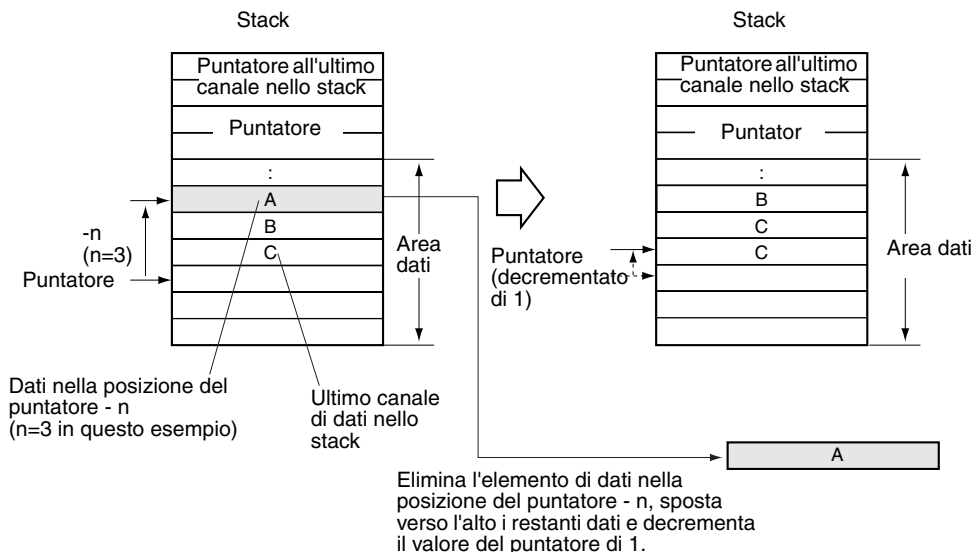 Stack
Puntatore all'ultimo
canale nello stack
Puntatore
:
A
B
C
-n
(n=3)
Puntatore
Area
dati
Dati nella posizione del
puntatore - n
(n=3 in questo esempio)
Ultimo canale
di dati nello
stack
Stack
Puntatore all'ultimo
canale nello stack
Puntator
:
B
C
C
Puntatore
(decrementato
di 1)
Area dati
A
Elimina l'elemento di dati nella
posizione del puntatore - n, sposta
verso l'alto i restanti dati e decrementa
il valore del puntatore di 1.